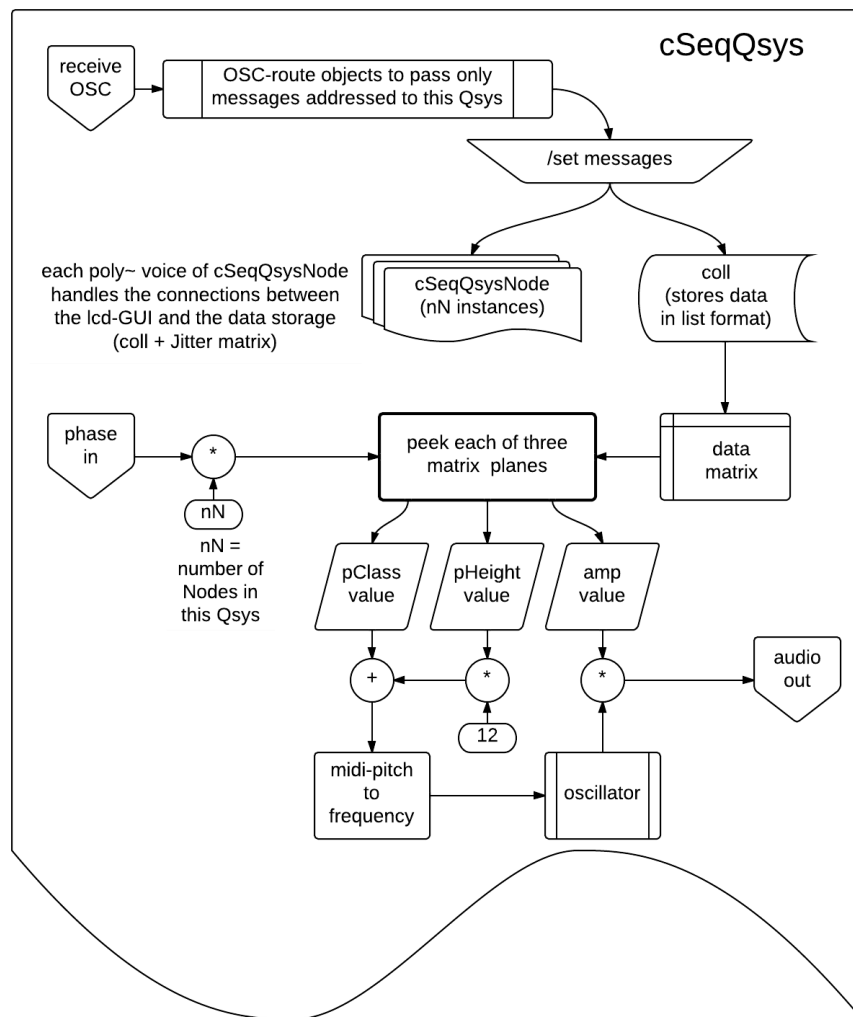 cSeqQsys
receive
OSC
OSC-route objects to pass only
messages addressed to this Qsys
/set messages
each poly~ voice of cSeqQsysNode
handles the connections between
the lcd-GUI and the data storage
(coll + Jitter matrix)
cSeqQsysNode
(nN instances)
coll
(stores data
in list format)
phase
in
*
nN
nN =
number of
Nodes in
this Qsys
peek each of three
matrix planes
data
matrix
pClass
value
pHeight
value
amp
value
+
*
12
*
audio
out
midi-pitch
to
frequency
oscillator